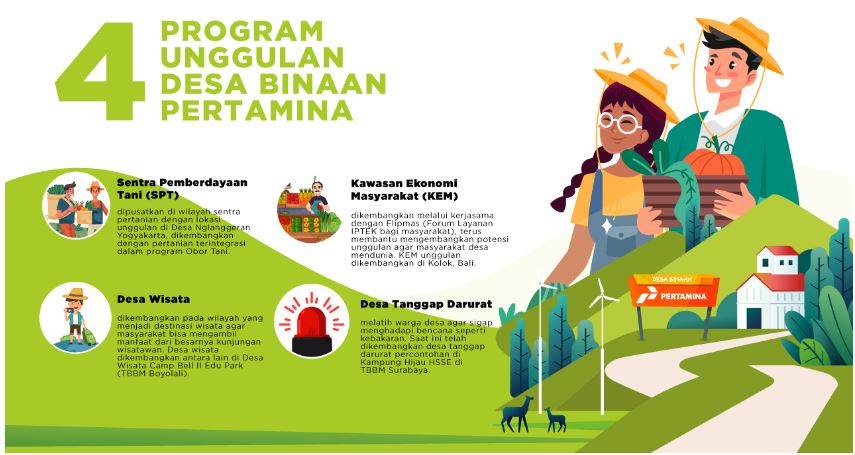 4
PROGRAM
UNGGULAN
DESA BINAAN
PERTAMINA
Sentra Pemberdayaan
Tani (SPT)
dipusatkan di wilayah sentra
pertanian dengan lokasi
unggulan di Desa Nglanggeran
Yogyakarta, dikembangkan
dengan pertanian terintegrasi
dalam program Obor Tani.
Kawasan Ekonomi
Masyarakat (KEM)
dikembangkan melalui kerjasama
dengan Flipmas (Forum Layanan
IPTEK bagi masyarakat), terus
membantu mengembangkan potensi
unggulan agar masyarakat desa
mendunia. KEM unggulan
dikembangkan di Kolok, Bali.
Desa Wisata
dikembangkan pada wilayah yang
menjadi destinasi wisata agar
masyarakat bisa mengambil
manfaat dari besarnya kunjungan
wisatawan. Desa wisata
dikembangkan antara lain di Desa
Wisata Camp Bell II Edu Park
(TBBM Boyolali).
Desa Tanggap Darurat
melatih warga desa agar sigap
menghadapi bencana seperti
kebakaran. Saat ini telah
dikembangkan desa tanggap
darurat percontohan di
Kampung Hijau HSSE di
TBBM Surabaya.
DESA BINAAN
PERTAMINA